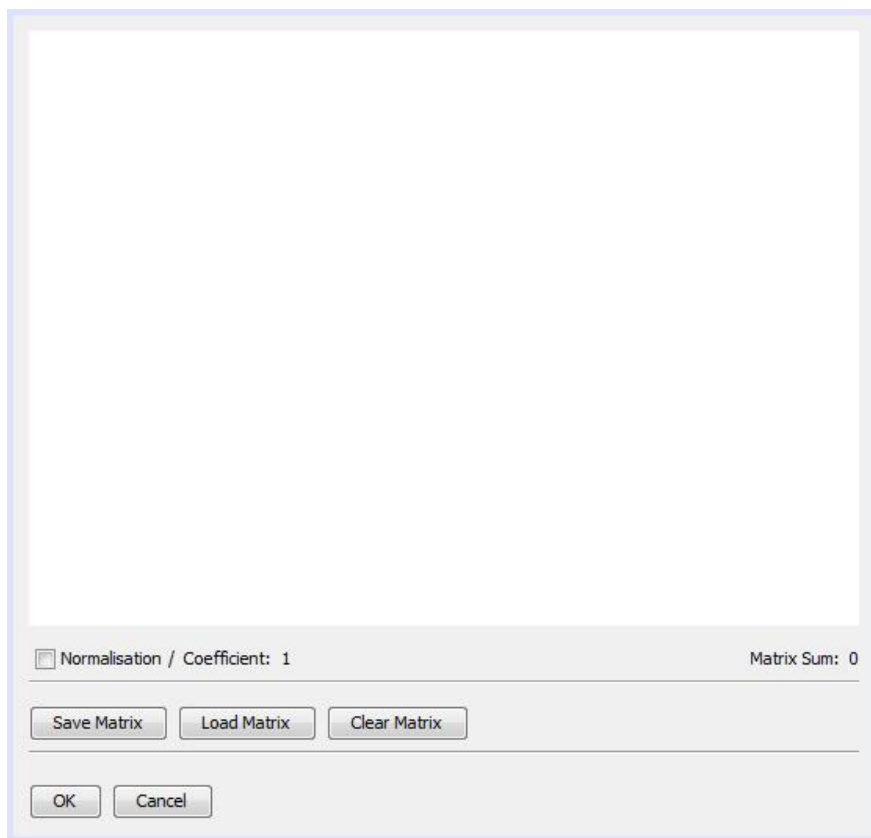 Normalisation / Coefficient: 1 Matrix Sum: 0
Save Matrix Load Matrix Clear Matrix
OK Cancel